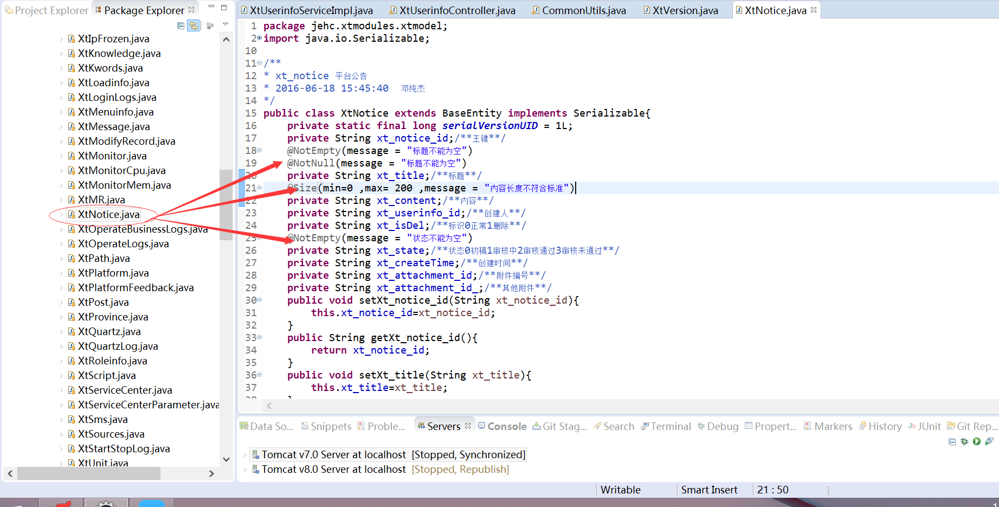 Project Explorer
Package Explorer
XtIpFrozen.java
XtKnowledge.java
XtKwords.java
XtLoadinfo.java
XtLoginLogs.java
XtMenuinfo.java
XtMessage.java
XtModifyRecord.java
XtMonitor.java
XtMonitorCpu.java
XtMonitorMem.java
XtMR.java
XtNotice.java
XtOperateBusinessLogs.java
XtOperateLogs.java
XtPath.java
XtPlatform.java
XtPlatformFeedback.java
XtPost.java
XtProvince.java
XtQuartz.java
XtQuartzLog.java
XtRoleinfo.java
XtScript.java
XtServiceCenter.java
XtServiceCenterParameter.java
XtSms.java
XtSources.java
XtStartStopLog.java
XtUnit.java
XtUserinfoServiceImpl.java XtUserinfoController.java CommonUtils.java XtVersion.java XtNotice.java
1 package jehc.xtmodules.xtmodel;
2 import java.io.Serializable;
10
11 /**
12 * xt_notice 平台公告
13 * 2016-06-18 15:45:40 邓纯杰
14 */
15 public class XtNotice extends BaseEntity implements Serializable{
16 private static final long serialVersionUID = 1L;
17 private String xt_notice_id;/**主键**/
18 @NotEmpty(message = "标题不能为空")
19 @NotNull(message = "标题不能为空")
20 private String xt_title;/**标题**/
21 @Size(min=0 ,max= 200 ,message = "内容长度不符合标准")
22 private String xt_content;/**内容**/
23 private String xt_userinfo_id;/**创建人**/
24 private String xt_isDel;/**标识0正常1删除**/
25 @NotEmpty(message = "状态不能为空")
26 private String xt_state;/**状态0初稿1审核中2审核通过3审核未通过**/
27 private String xt_createTime;/**创建时间**/
28 private String xt_attachment_id;/**附件编号**/
29 private String xt_attachment_id_;/**其他附件**/
30 public void setXt_notice_id(String xt_notice_id){
31 this.xt_notice_id=xt_notice_id;
32 }
33 public String getXt_notice_id(){
34 return xt_notice_id;
35 }
36 public void setXt_title(String xt_title){
37 this.xt_title=xt_title;
38 }
Data So... Snippets Proble... Servers Console Git Stag... Search Terminal Debug Propert... Markers History JUnit Git Rep...
Tomcat v7.0 Server at localhost [Stopped, Synchronized]
Tomcat v8.0 Server at localhost [Stopped, Republish]
Writable Smart Insert 21 : 50